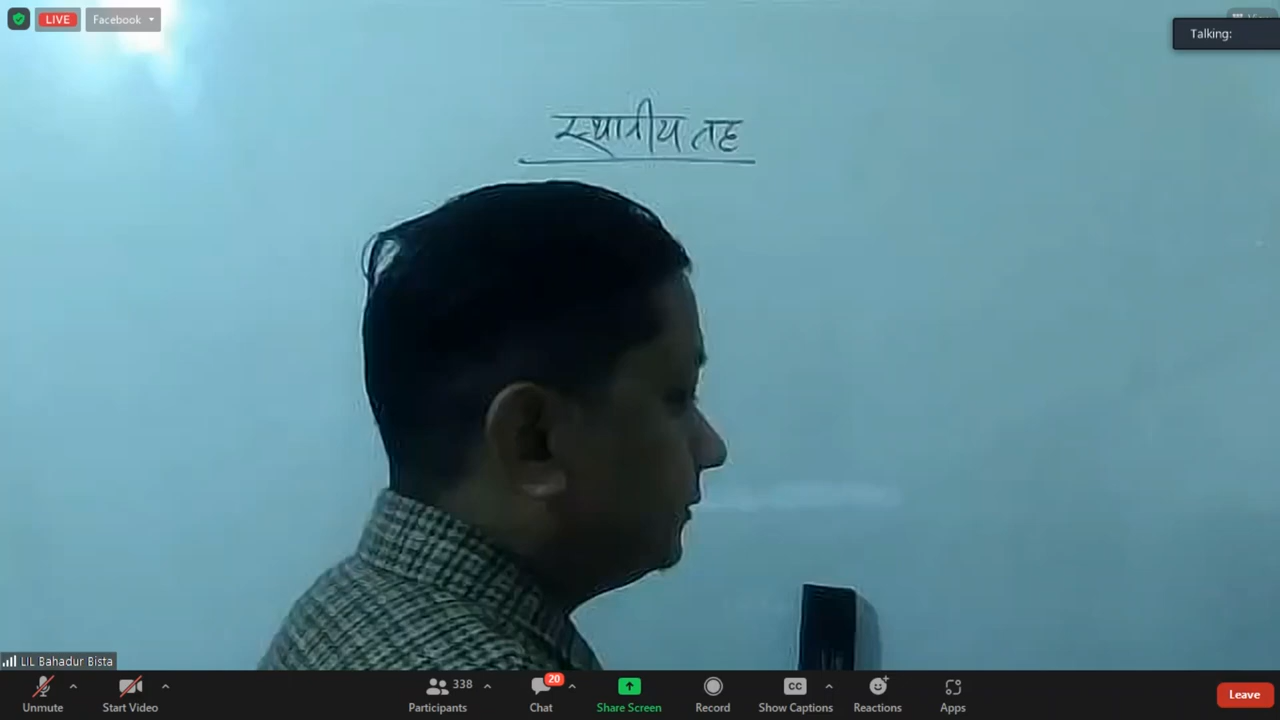 LIVE
Facebook
Talking:
स्थानीय तह
LIL Bahadur Bista
338
20
CC
Unmute
Start Video
Participants
Chat
Share Screen
Record
Show Captions
Reactions
Apps
Leave